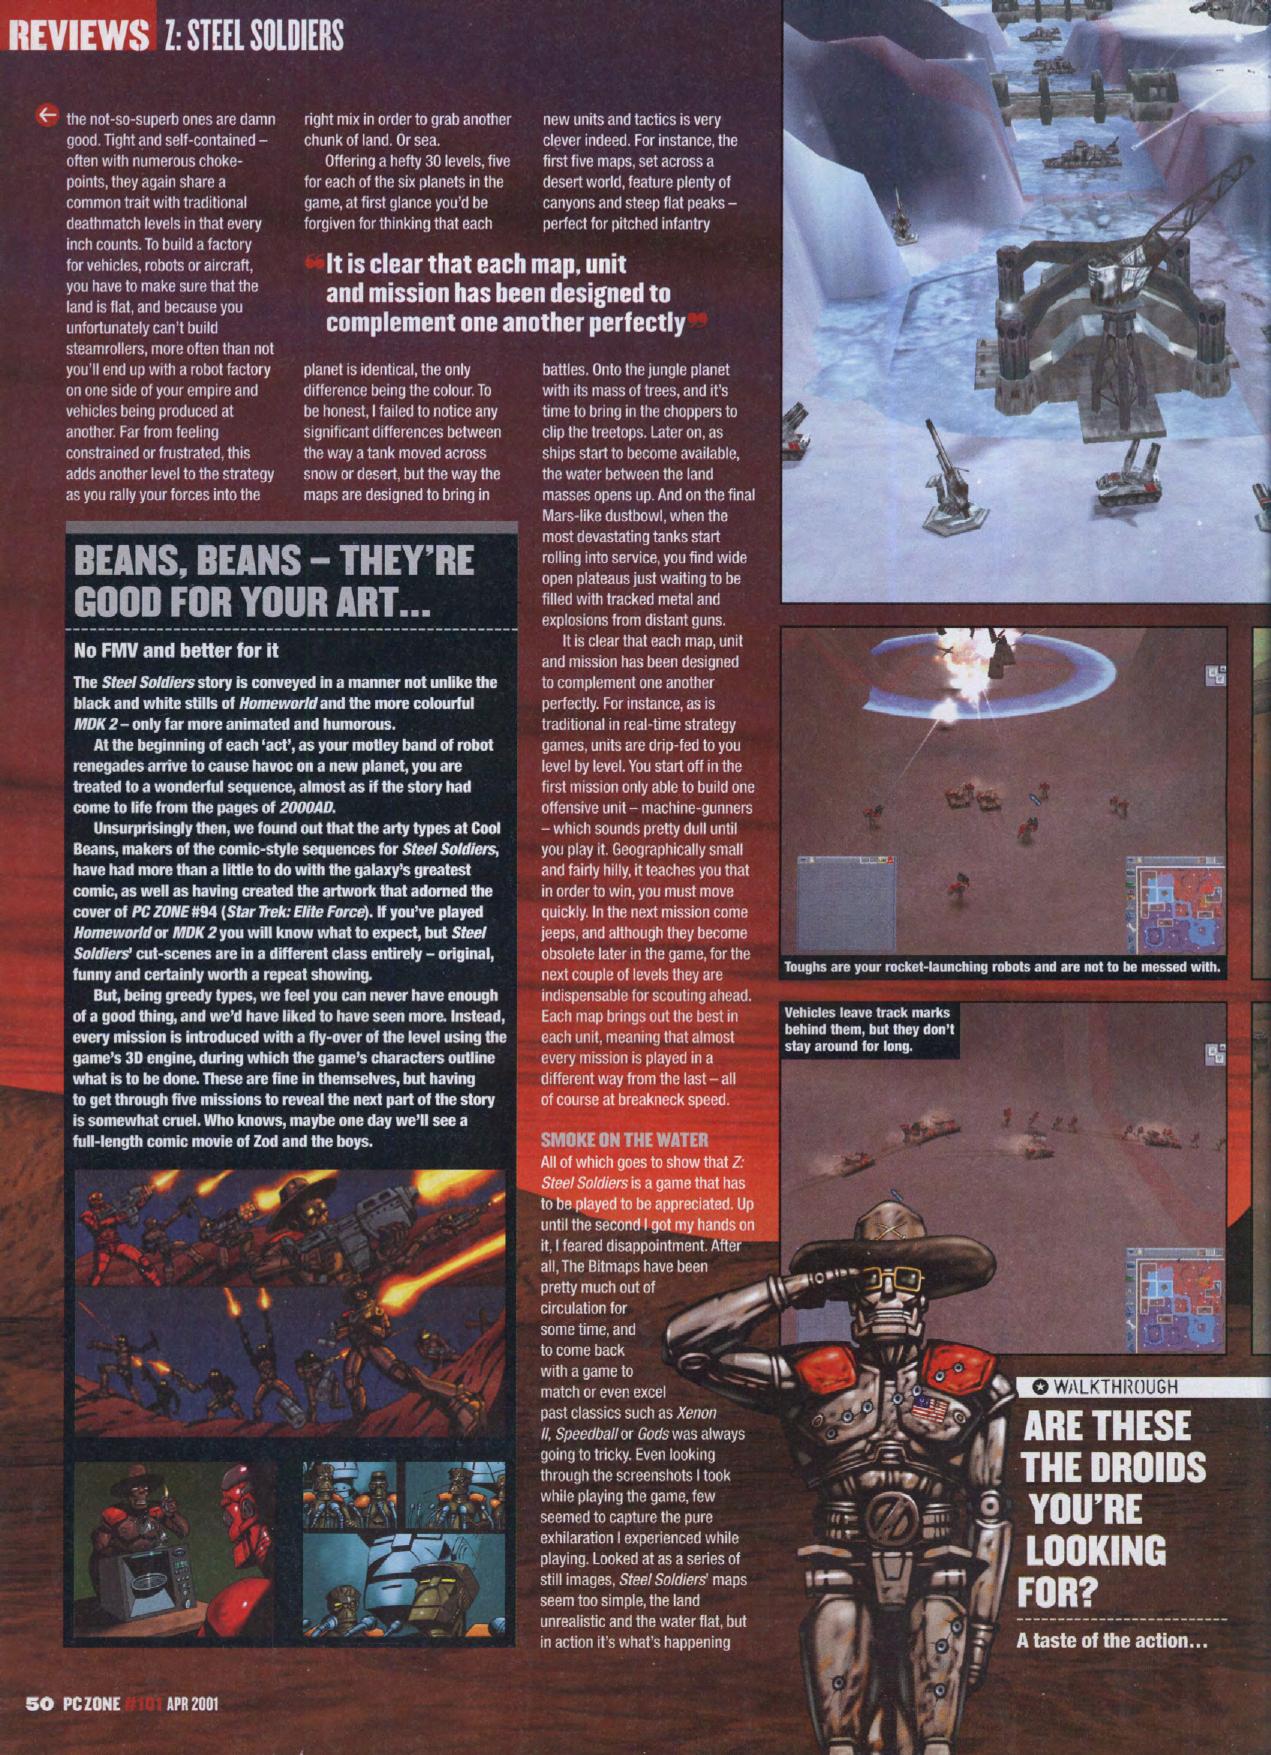 REVIEWS Z: STEEL SOLDIERS
the not-so-superb ones are damn
good. Tight and self-contained –
often with numerous choke-
points, they again share a
common trait with traditional
deathmatch levels in that every
inch counts. To build a factory
for vehicles, robots or aircraft,
you have to make sure that the
land is flat, and because you
unfortunately can't build
steamrollers, more often than not
you'll end up with a robot factory
on one side of your empire and
vehicles being produced at
another. Far from feeling
constrained or frustrated, this
adds another level to the strategy
as you rally your forces into the
right mix in order to grab another
chunk of land. Or sea.
Offering a hefty 30 levels, five
for each of the six planets in the
game, at first glance you'd be
forgiven for thinking that each
“It is clear that each map, unit
and mission has been designed to
complement one another perfectly”
planet is identical, the only
difference being the colour. To
be honest, I failed to notice any
significant differences between
the way a tank moved across
snow or desert, but the way the
maps are designed to bring in
new units and tactics is very
clever indeed. For instance, the
first five maps, set across a
desert world, feature plenty of
canyons and steep flat peaks –
perfect for pitched infantry
battles. Onto the jungle planet
with its mass of trees, and it's
time to bring in the choppers to
clip the treetops. Later on, as
ships start to become available,
the water between the land
masses opens up. And on the final
Mars-like dustbowl, when the
most devastating tanks start
rolling into service, you find wide
open plateaus just waiting to be
filled with tracked metal and
explosions from distant guns.
It is clear that each map, unit
and mission has been designed
to complement one another
perfectly. For instance, as is
traditional in real-time strategy
games, units are drip-fed to you
level by level. You start off in the
first mission only able to build one
offensive unit – machine-gunners
– which sounds pretty dull until
you play it. Geographically small
and fairly hilly, it teaches you that
in order to win, you must move
quickly. In the next mission come
jeeps, and although they become
obsolete later in the game, for the
next couple of levels they are
indispensable for scouting ahead.
Each map brings out the best in
each unit, meaning that almost
every mission is played in a
different way from the last – all
of course at breakneck speed.
SMOKE ON THE WATER
All of which goes to show that Z:
Steel Soldiers is a game that has
to be played to be appreciated. Up
until the second I got my hands on
it, I feared disappointment. After
all, The Bitmaps have been
pretty much out of
circulation for
some time, and
to come back
with a game to
match or even excel
past classics such as Xenon
II, Speedball or Gods was always
going to tricky. Even looking
through the screenshots I took
while playing the game, few
seemed to capture the pure
exhilaration I experienced while
playing. Looked at as a series of
still images, Steel Soldiers' maps
seem too simple, the land
unrealistic and the water flat, but
in action it's what's happening
BEANS, BEANS – THEY'RE
GOOD FOR YOUR ART...
No FMV and better for it
The Steel Soldiers story is conveyed in a manner not unlike the
black and white stills of Homeworld and the more colourful
MDK 2 – only far more animated and humorous.
At the beginning of each 'act', as your motley band of robot
renegades arrive to cause havoc on a new planet, you are
treated to a wonderful sequence, almost as if the story had
come to life from the pages of 2000AD.
Unsurprisingly then, we found out that the arty types at Cool
Beans, makers of the comic-style sequences for Steel Soldiers,
have had more than a little to do with the galaxy's greatest
comic, as well as having created the artwork that adorned the
cover of PC ZONE #94 (Star Trek: Elite Force). If you've played
Homeworld or MDK 2 you will know what to expect, but Steel
Soldiers' cut-scenes are in a different class entirely – original,
funny and certainly worth a repeat showing.
But, being greedy types, we feel you can never have enough
of a good thing, and we'd have liked to have seen more. Instead,
every mission is introduced with a fly-over of the level using the
game's 3D engine, during which the game's characters outline
what is to be done. These are fine in themselves, but having
to get through five missions to reveal the next part of the story
is somewhat cruel. Who knows, maybe one day we'll see a
full-length comic movie of Zod and the boys.
Toughs are your rocket-launching robots and are not to be messed with.
Vehicles leave track marks
behind them, but they don't
stay around for long.
WALKTHROUGH
ARE THESE
THE DROIDS
YOU'RE
LOOKING
FOR?
A taste of the action...
50 PC ZONE #101 APR 2001